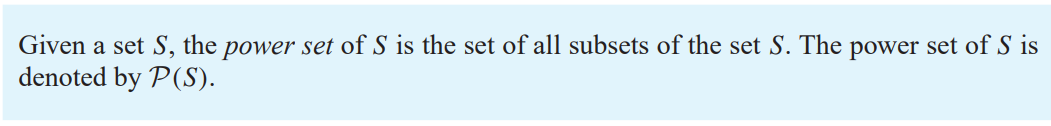 Given a set S, the power set of S is the set of all subsets of the set S. The power set of S is
denoted by 𝒫(S).